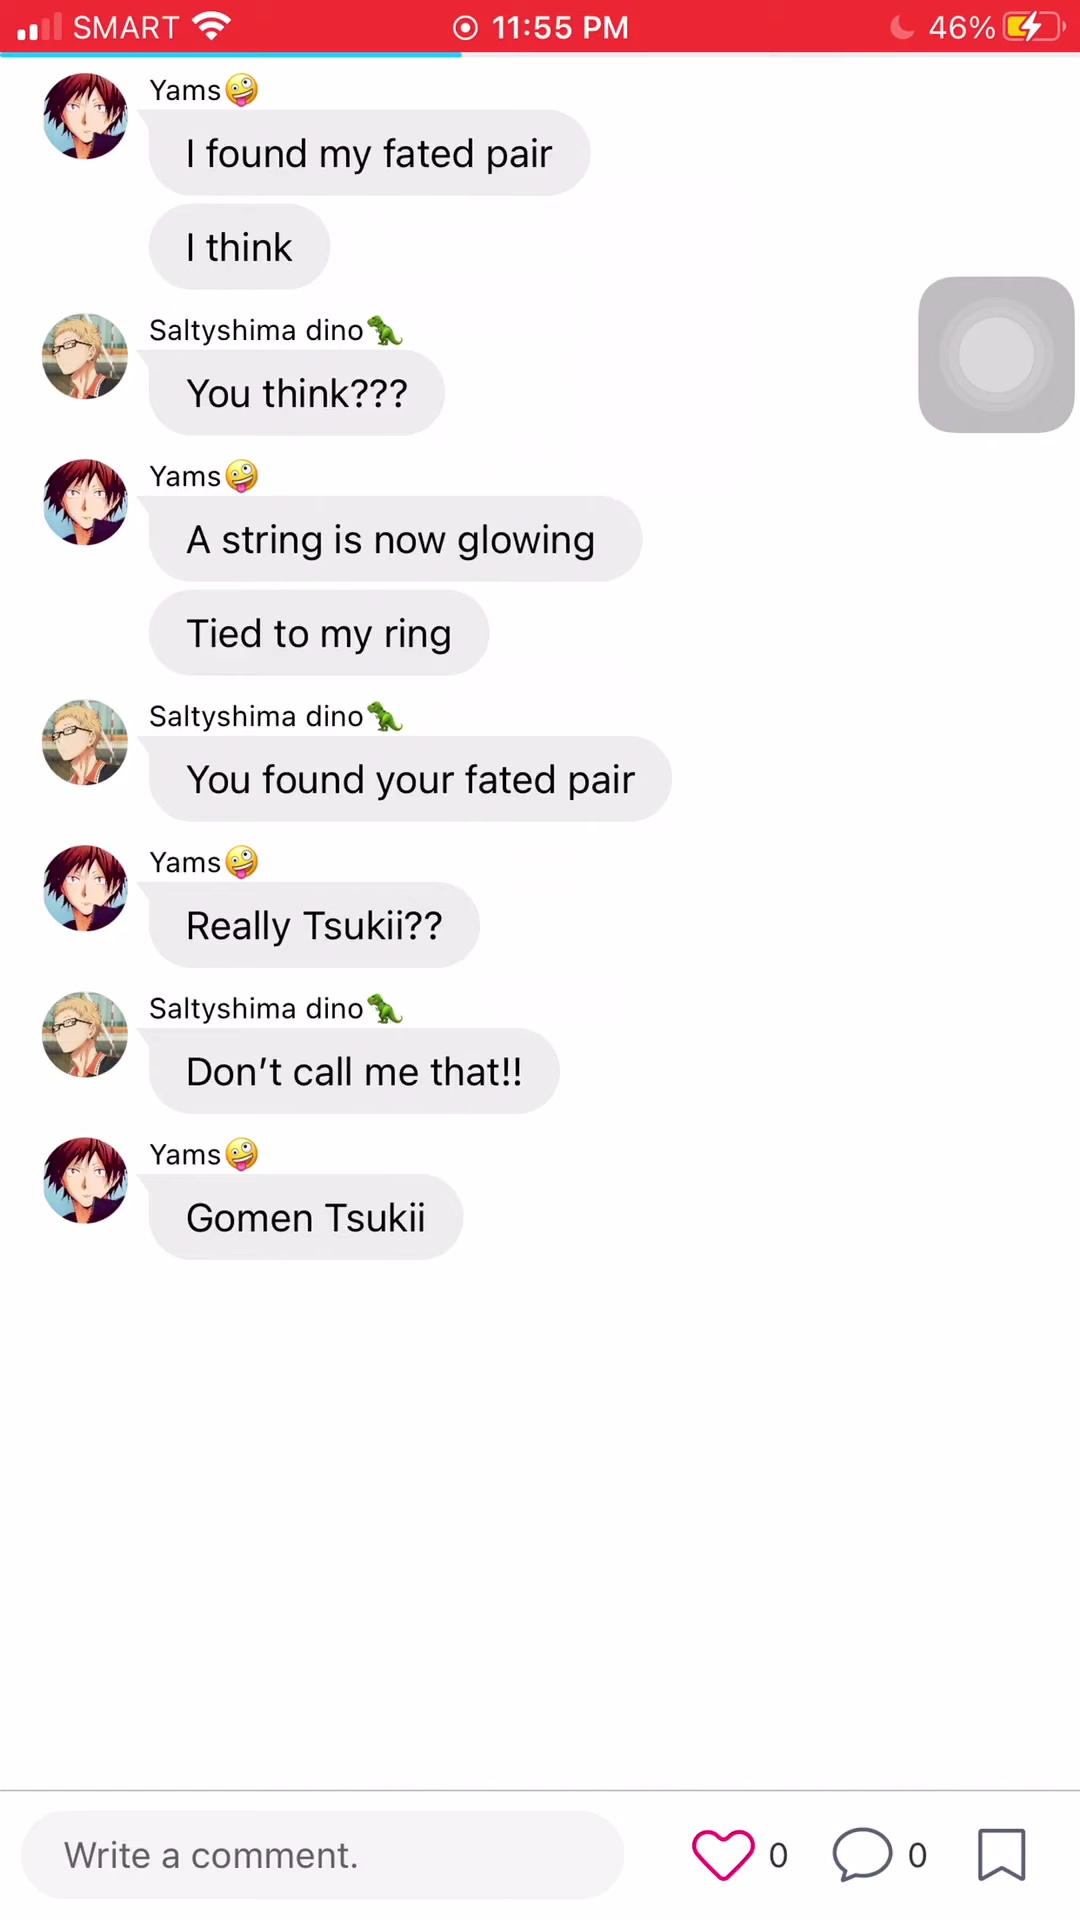 SMART 11:55 PM 46%
Yams🤪
I found my fated pair
I think
Saltyshima dino🦖
You think???
Yams🤪
A string is now glowing
Tied to my ring
Saltyshima dino🦖
You found your fated pair
Yams🤪
Really Tsukii??
Saltyshima dino🦖
Don’t call me that!!
Yams🤪
Gomen Tsukii
Write a comment. 0 0